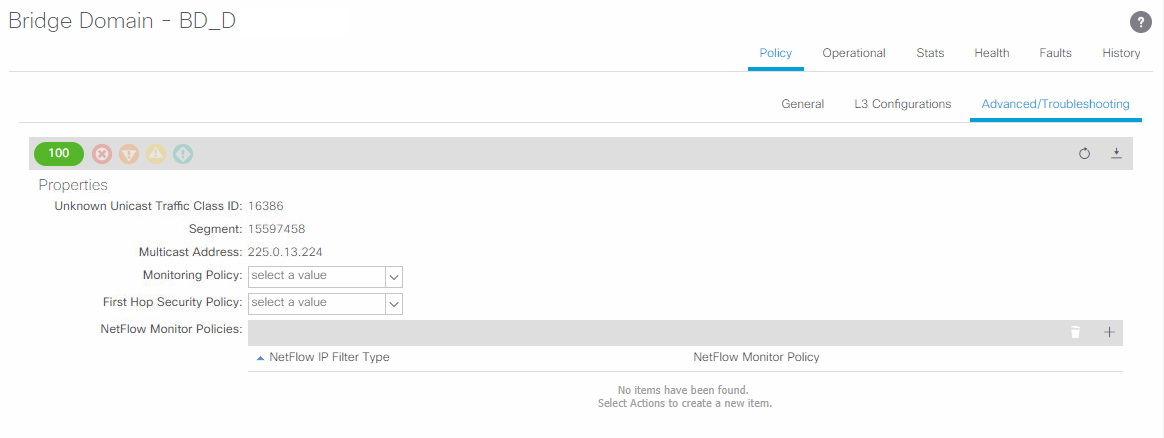 Bridge Domain - BD_D
?
Policy Operational Stats Health Faults History
General L3 Configurations Advanced/Troubleshooting
100
Properties
Unknown Unicast Traffic Class ID: 16386
Segment: 15597458
Multicast Address: 225.0.13.224
Monitoring Policy: select a value
First Hop Security Policy: select a value
NetFlow Monitor Policies:
NetFlow IP Filter Type NetFlow Monitor Policy
No items have been found.
Select Actions to create a new item.